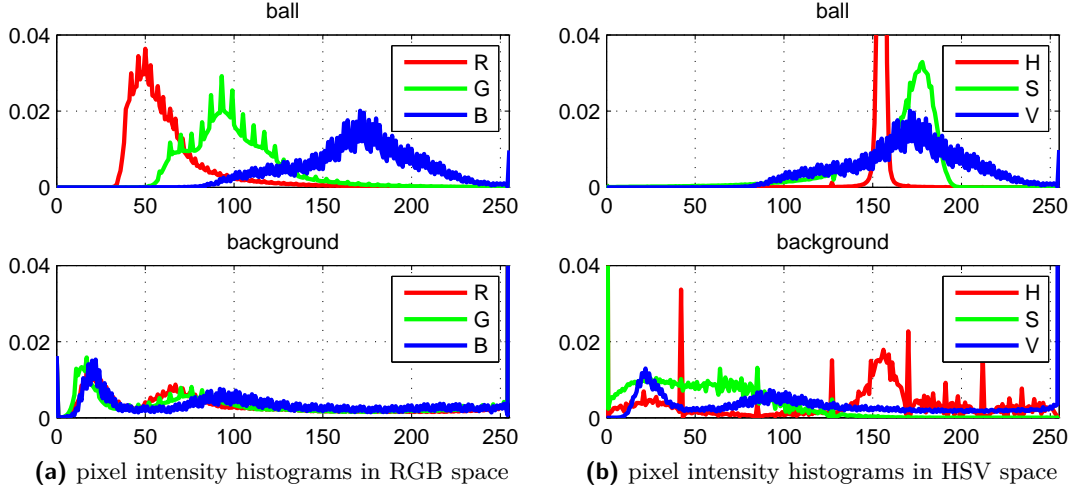 ball
0.04
0.02
0
R
G
B
0 50 100 150 200 250
background
0.04
0.02
0
R
G
B
0 50 100 150 200 250
(a) pixel intensity histograms in RGB space
ball
0.04
0.02
0
H
S
V
0 50 100 150 200 250
background
0.04
0.02
0
H
S
V
0 50 100 150 200 250
(b) pixel intensity histograms in HSV space